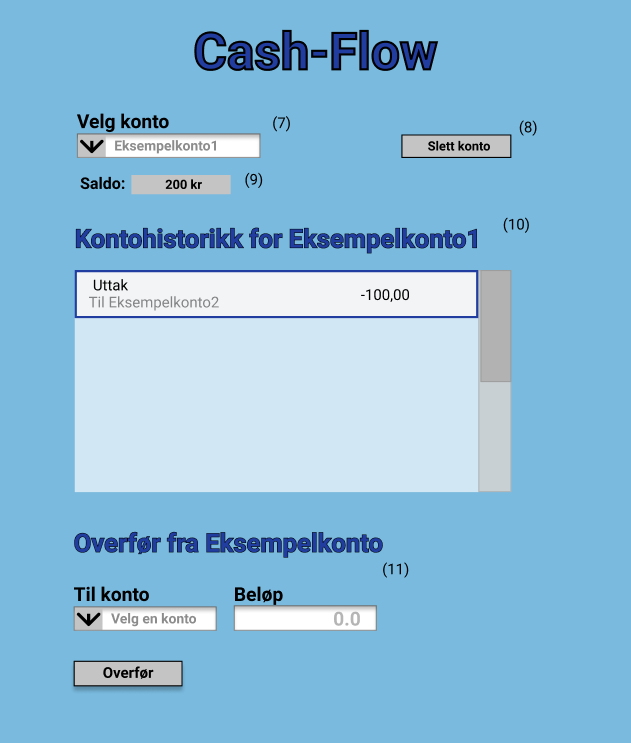 Cash-Flow
Velg konto
(7)
Eksempelkonto1
Slett konto
(8)
Saldo:
200 kr
(9)
Kontohistorikk for Eksempelkonto1
(10)
Uttak
Til Eksempelkonto2
-100,00
Overfør fra Eksempelkonto
(11)
Til konto
Beløp
Velg en konto
0.0
Overfør